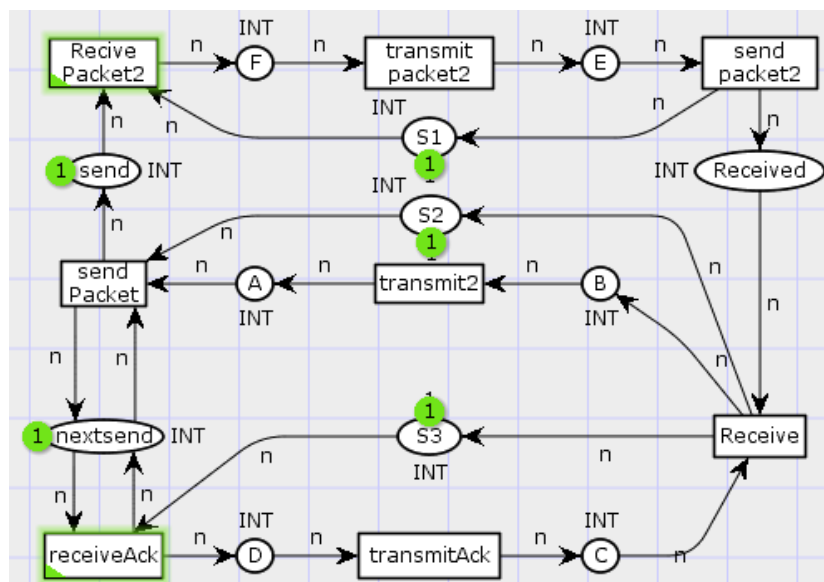 INT INT
Recive
Packet2 n F n transmit
packet2 n E n send
packet2
n INT n n
n S1
1 send INT 1 INT Received
INT
n S2 n
send
Packet n A n transmit2 n B n
INT INT
n n n
1 nextsend INT 1 S3 n n Receive
n n INT
INT INT
receiveAck n D n transmitAck n C n